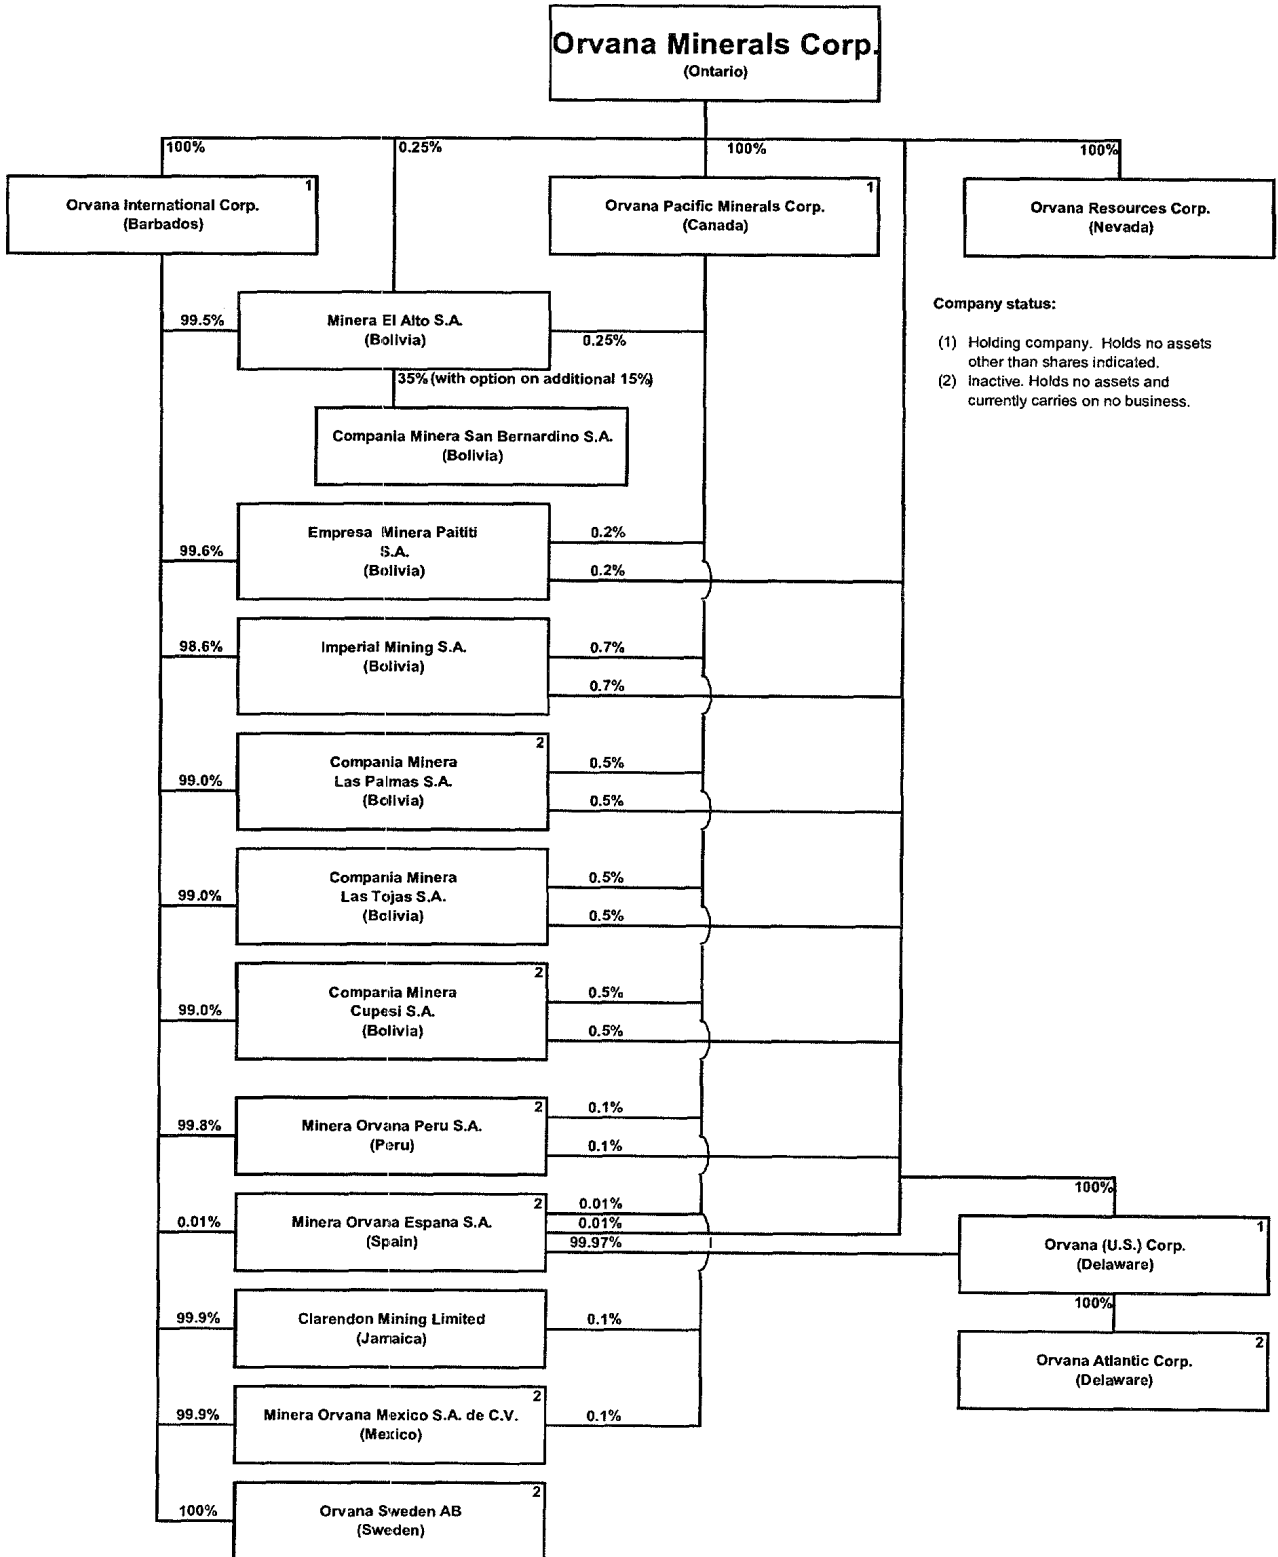 Orvana Minerals Corp.
(Ontario)
100%
0.25%
100%
100%
1
Orvana International Corp.
(Barbados)
1
Orvana Pacific Minerals Corp.
(Canada)
Orvana Resources Corp.
(Nevada)
99.5%
Minera El Alto S.A.
(Bolivia)
0.25%
Company status:
(1) Holding company. Holds no assets
other than shares indicated.
(2) Inactive. Holds no assets and
currently carries on no business.
35% (with option on additional 15%)
Compania Minera San Bernardino S.A.
(Bolivia)
99.6%
Empresa Minera Paititi
S.A.
(Bolivia)
0.2%
0.2%
98.6%
Imperial Mining S.A.
(Bolivia)
0.7%
0.7%
2
99.0%
Compania Minera
Las Palmas S.A.
(Bolivia)
0.5%
0.5%
99.0%
Compania Minera
Las Tojas S.A.
(Bolivia)
0.5%
0.5%
2
99.0%
Compania Minera
Cupesi S.A.
(Bolivia)
0.5%
0.5%
2
99.8%
Minera Orvana Peru S.A.
(Peru)
0.1%
0.1%
2
0.01%
Minera Orvana Espana S.A.
(Spain)
0.01%
0.01%
99.97%
100%
1
Orvana (U.S.) Corp.
(Delaware)
100%
2
Orvana Atlantic Corp.
(Delaware)
99.9%
Clarendon Mining Limited
(Jamaica)
0.1%
2
99.9%
Minera Orvana Mexico S.A. de C.V.
(Mexico)
0.1%
2
100%
Orvana Sweden AB
(Sweden)